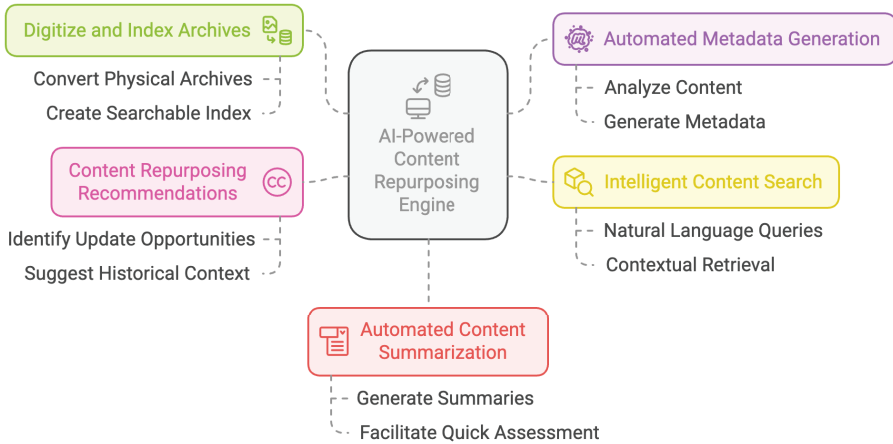 Digitize and Index Archives
Convert Physical Archives
Create Searchable Index
Content Repurposing
Recommendations
CC
Identify Update Opportunities
Suggest Historical Context
AI-Powered
Content
Repurposing
Engine
Automated Metadata Generation
Analyze Content
Generate Metadata
Intelligent Content Search
Natural Language Queries
Contextual Retrieval
Automated Content
Summarization
Generate Summaries
Facilitate Quick Assessment